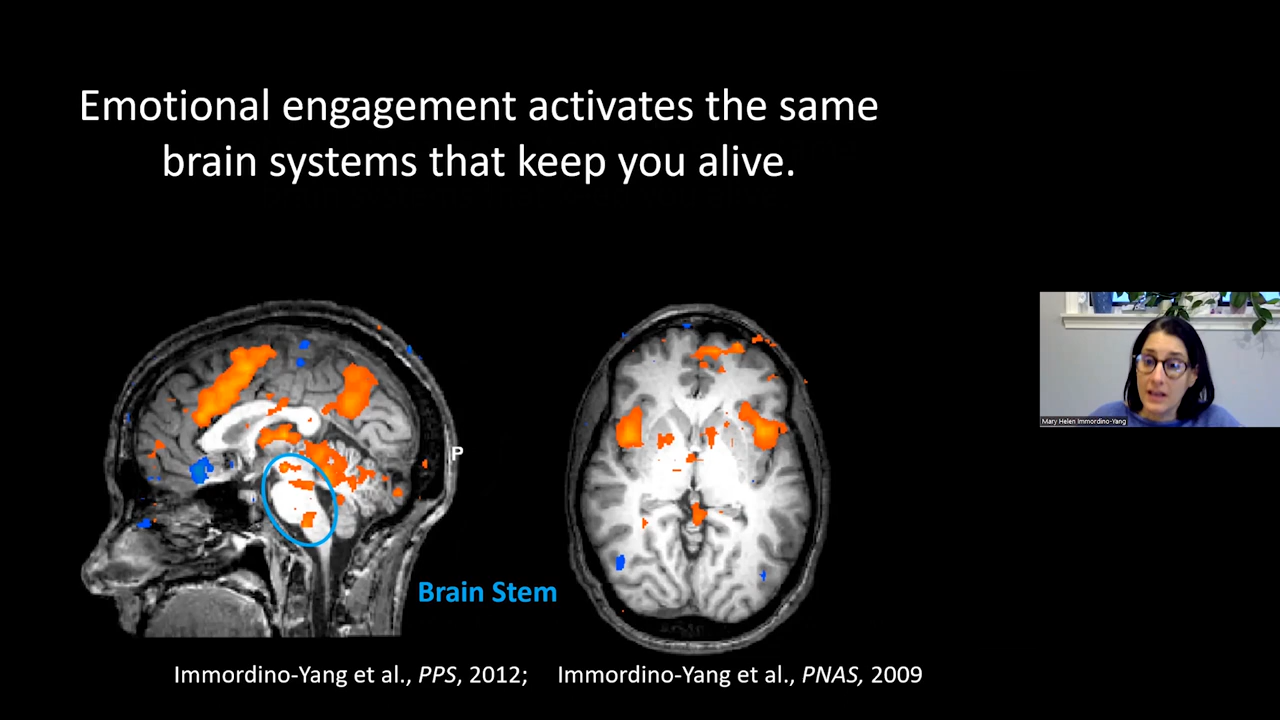 Emotional engagement activates the same
brain systems that keep you alive.
P
Brain Stem
Immordino-Yang et al., PPS, 2012; Immordino-Yang et al., PNAS, 2009
Mary Helen Immordino-Yang